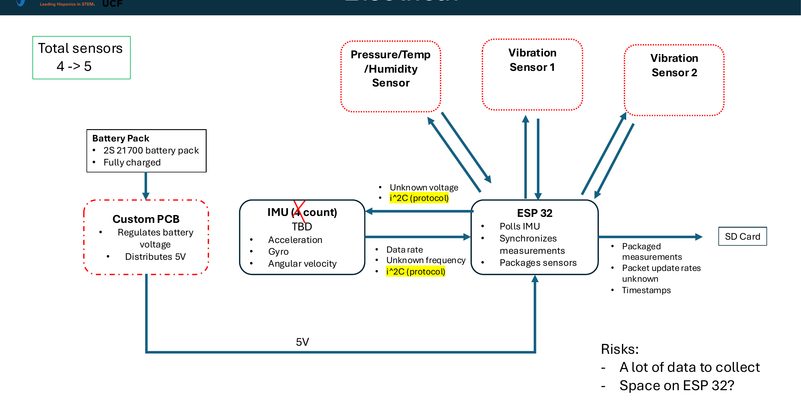 Leading Hispanics in STEM.
UCF
Total sensors
4 -> 5
Pressure/Temp
/Humidity
Sensor
Vibration
Sensor 1
Vibration
Sensor 2
Battery Pack
• 2S 21700 battery pack
• Fully charged
Custom PCB
• Regulates battery
voltage
• Distributes 5V
IMU (4 count)
TBD
• Acceleration
• Gyro
• Angular velocity
• Unknown voltage
• i^2C (protocol)
• Data rate
• Unknown frequency
• i^2C (protocol)
ESP 32
• Polls IMU
• Synchronizes
measurements
• Packages sensors
• Packaged
measurements
• Packet update rates
unknown
• Timestamps
SD Card
5V
Risks:
- A lot of data to collect
- Space on ESP 32?